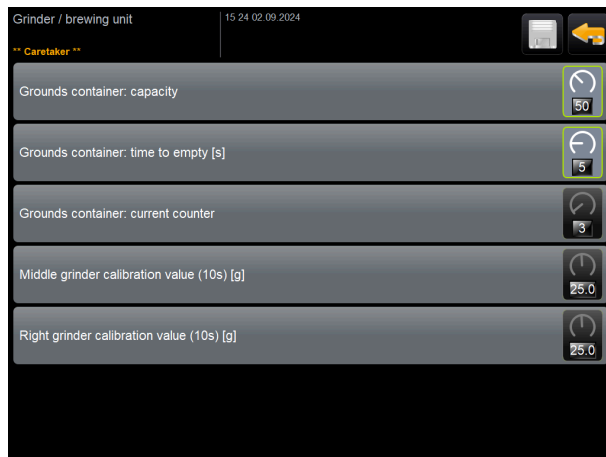 Grinder / brewing unit
15 24 02.09.2024
** Caretaker **
Grounds container: capacity
50
Grounds container: time to empty [s]
5
Grounds container: current counter
3
Middle grinder calibration value (10s) [g]
25.0
Right grinder calibration value (10s) [g]
25.0